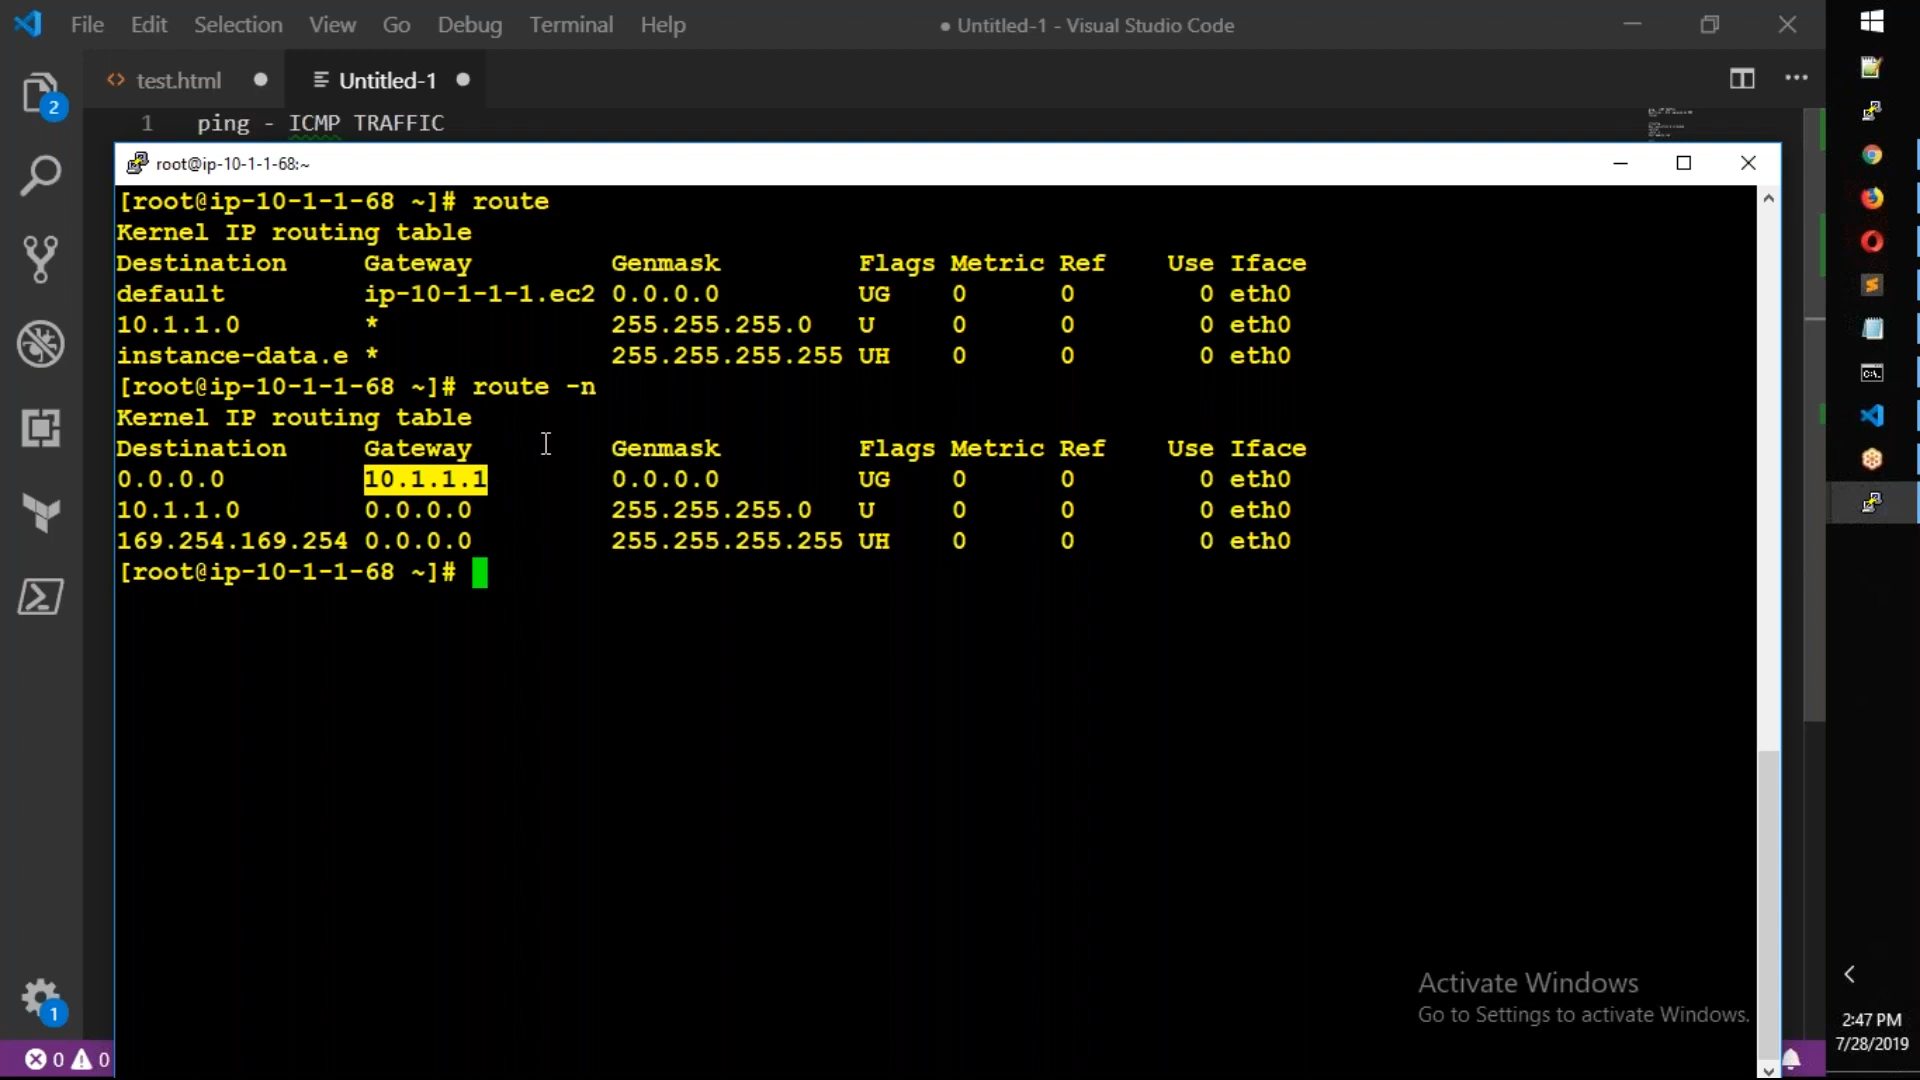 File Edit Selection View Go Debug Terminal Help ● Untitled-1 - Visual Studio Code
test.html Untitled-1
2
1 ping - ICMP TRAFFIC
root@ip-10-1-1-68:~
[root@ip-10-1-1-68 ~]# route
Kernel IP routing table
Destination Gateway Genmask Flags Metric Ref Use Iface
default ip-10-1-1-1.ec2 0.0.0.0 UG 0 0 0 eth0
10.1.1.0 * 255.255.255.0 U 0 0 0 eth0
instance-data.e * 255.255.255.255 UH 0 0 0 eth0
[root@ip-10-1-1-68 ~]# route -n
Kernel IP routing table
Destination Gateway Genmask Flags Metric Ref Use Iface
0.0.0.0 10.1.1.1 0.0.0.0 UG 0 0 0 eth0
10.1.1.0 0.0.0.0 255.255.255.0 U 0 0 0 eth0
169.254.169.254 0.0.0.0 255.255.255.255 UH 0 0 0 eth0
[root@ip-10-1-1-68 ~]#
Activate Windows
Go to Settings to activate Windows.
1
0 0
2:47 PM
7/28/2019